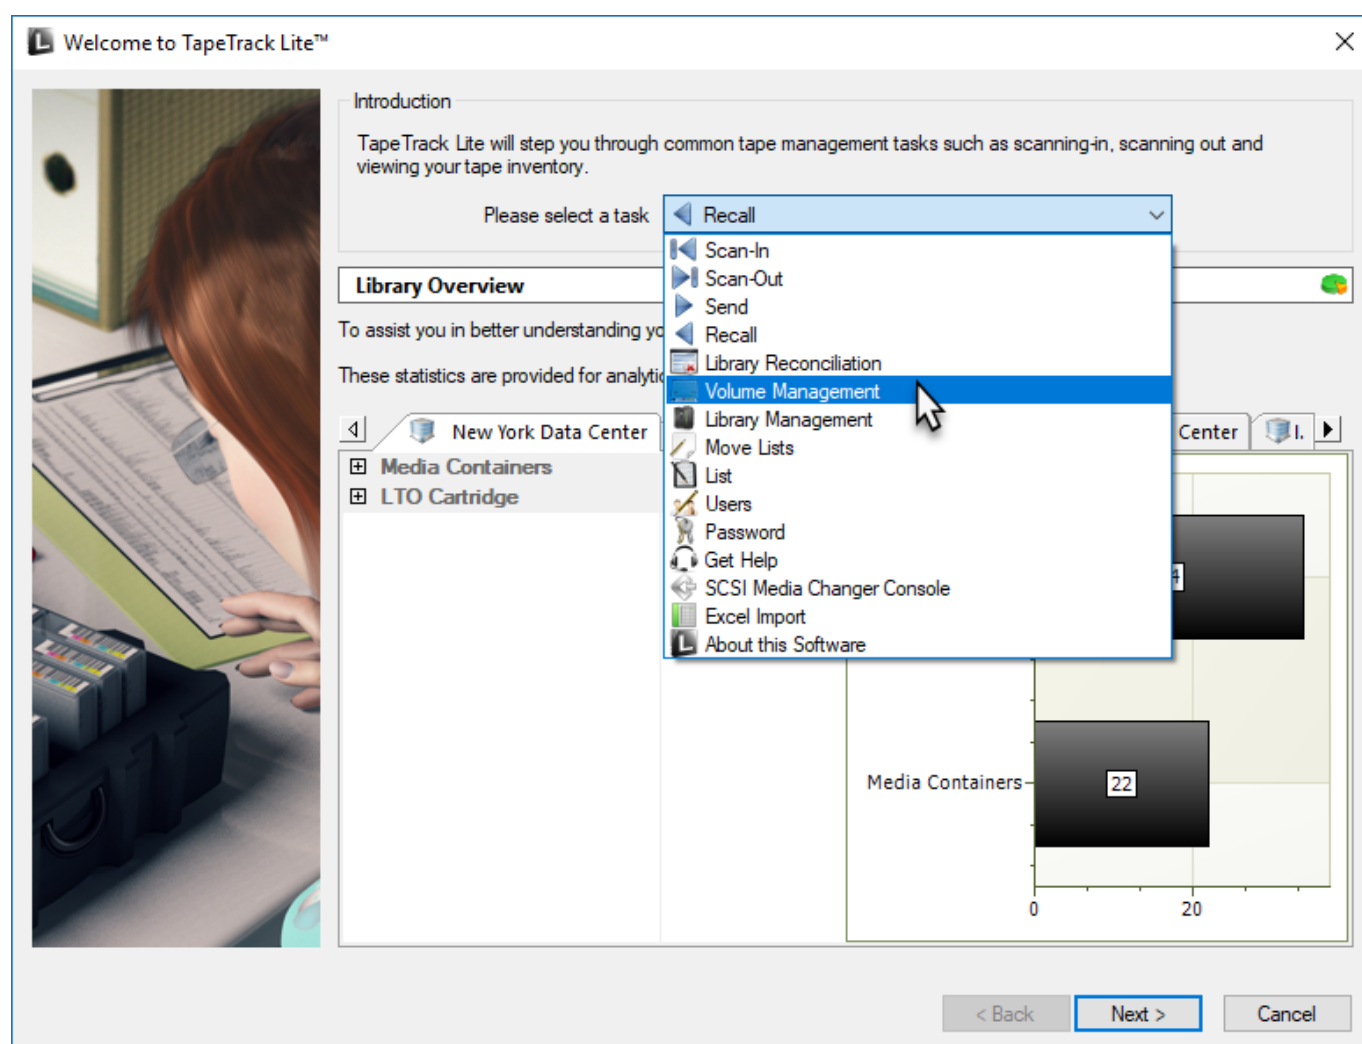 Welcome to TapeTrack Lite™
Introduction
TapeTrack Lite will step you through common tape management tasks such as scanning-in, scanning out and
viewing your tape inventory.
Please select a task
Recall
Scan-In
Scan-Out
Send
Recall
Library Reconciliation
Volume Management
Library Management
Move Lists
List
Users
Password
Get Help
SCSI Media Changer Console
Excel Import
About this Software
Library Overview
To assist you in better understanding
These statistics are provided for
New York Data Center
Center
I.
Media Containers
LTO Cartridge
4
Media Containers
22
0
20
< Back
Next >
Cancel